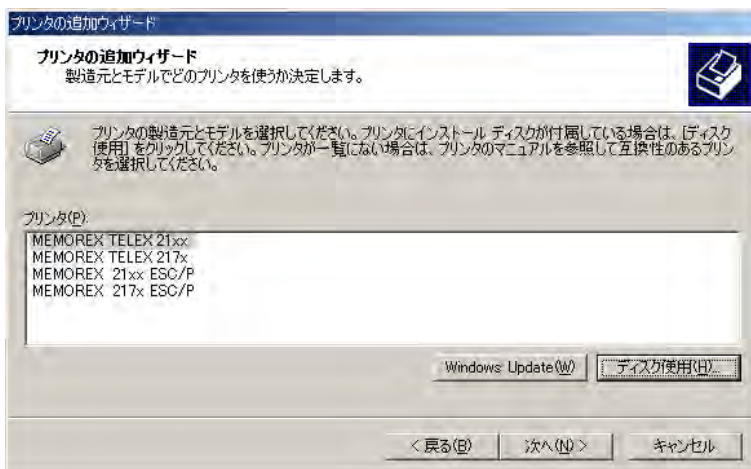 プリンタの追加ウィザード
プリンタの追加ウィザード
製造元とモデルでどのプリンタを使うか決定します。
プリンタの製造元とモデルを選択してください。プリンタにインストール ディスクが付属している場合は、[ディスク
使用] をクリックしてください。プリンタが一覧にない場合は、プリンタのマニュアルを参照して互換性のあるプリン
タを選択してください。
プリンタ(P):
MEMOREX TELEX 21xx
MEMOREX TELEX 217x
MEMOREX 21xx ESC/P
MEMOREX 217x ESC/P
Windows Update(W) ディスク使用(H)...
< 戻る(B) 次へ(N) > キャンセル